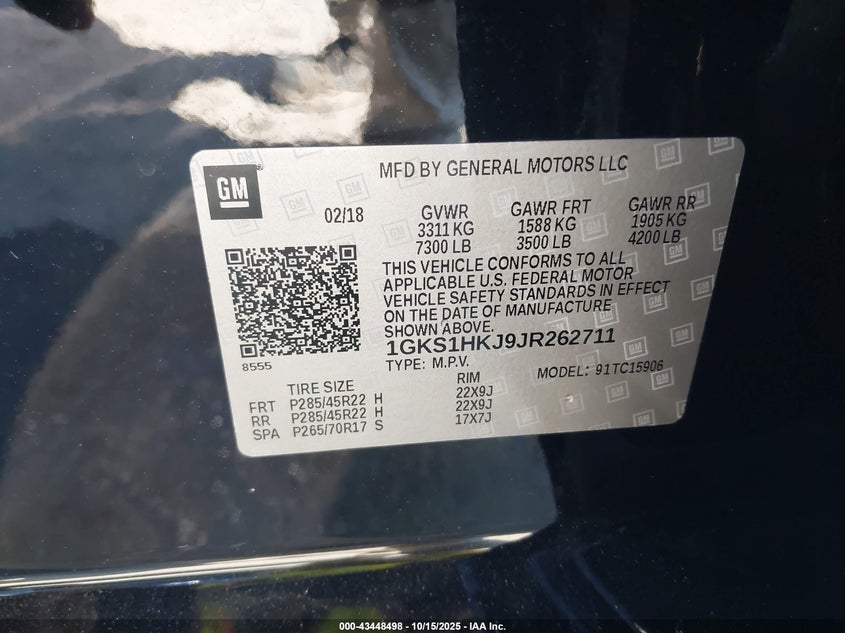 GM
MFD BY GENERAL MOTORS LLC
02/18
GVWR GAWR FRT GAWR RR
3311 KG 1588 KG 1905 KG
7300 LB 3500 LB 4200 LB
THIS VEHICLE CONFORMS TO ALL
APPLICABLE U.S. FEDERAL MOTOR
VEHICLE SAFETY STANDARDS IN EFFECT
ON THE DATE OF MANUFACTURE
SHOWN ABOVE.
1GKS1HKJ9JR262711
8555
TYPE: M.P.V. MODEL: 91TC15906
TIRE SIZE RIM
FRT P285/45R22 H 22X9J
RR P285/45R22 H 22X9J
SPA P265/70R17 S 17X7J
000-43448498 - 10/15/2025 - IAA Inc.